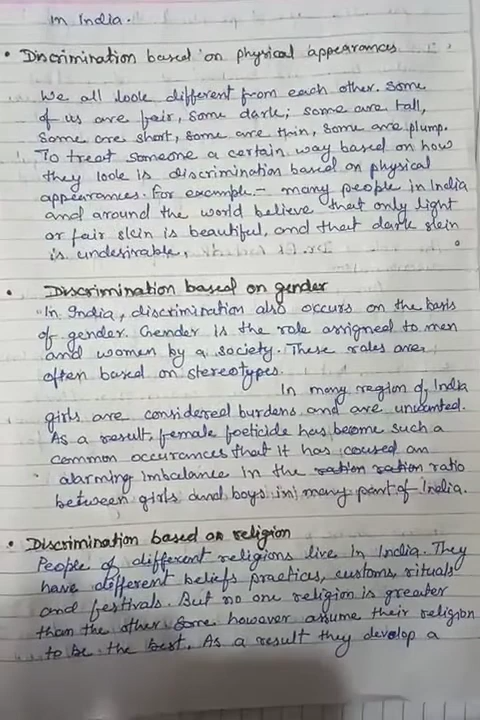 in India.
• Discrimination based on physical appearances
We all look different from each other. Some
of us are fair, some dark; some are tall,
some are short, some are thin, some are plump.
To treat someone a certain way based on how
they look is discrimination based on physical
appearances. For example - many people in India
and around the world believe that only light
or fair skin is beautiful, and that dark skin
is undesirable.
• Discrimination based on gender
"In India, discrimination also occurs on the basis
of gender. Gender is the role assigned to men
and women by a society. These roles are
often based on stereotypes.
In many region of India
girls are considered burdens and are unwanted.
As a result, female foeticide has become such a
common occurances that it has caused an
alarming imbalance in the ration ration ratio
between girls and boys in many part of India.
• Discrimination based on religion
People of different religions live in India. They
have different beliefs practices, customs, rituals
and festivals. But no one religion is greater
than the other. Some however assume their religion
to be the best. As a result they develop a